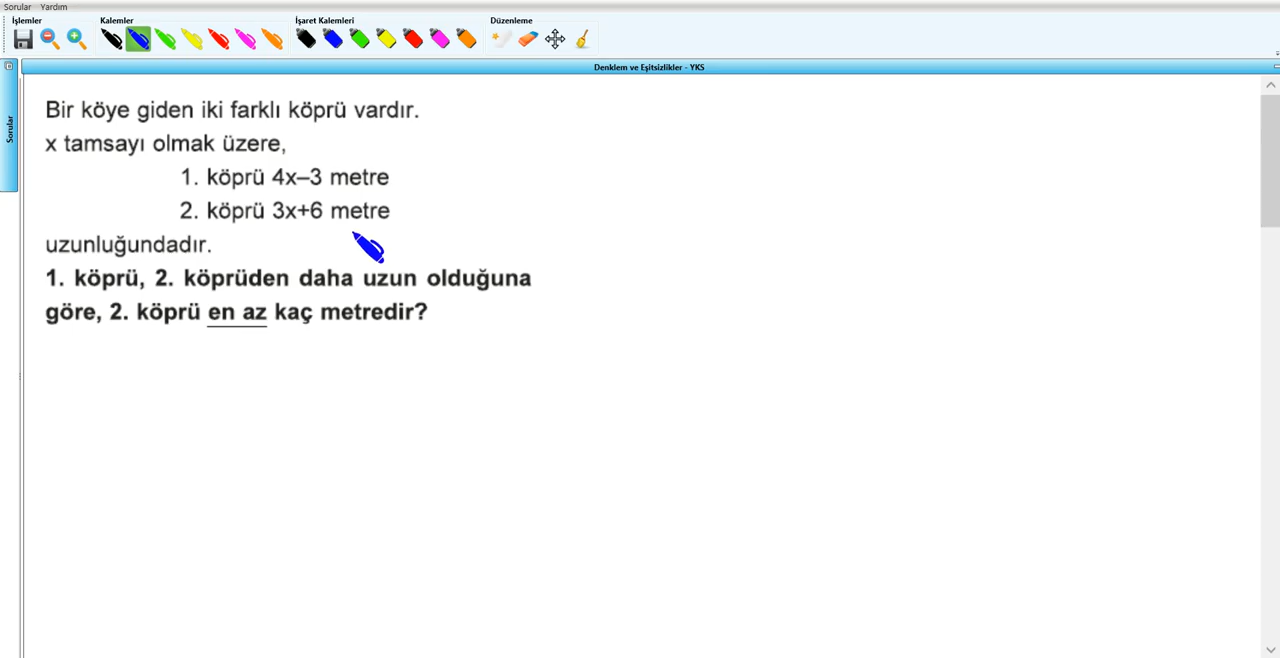 Sorular Yardım
İşlemler Kalemler İşaret Kalemleri Düzenleme
Denklem ve Eşitsizlikler - YKS
Sorular
Bir köye giden iki farklı köprü vardır.
x tamsayı olmak üzere,
1. köprü 4x–3 metre
2. köprü 3x+6 metre
uzunluğundadır.
1. köprü, 2. köprüden daha uzun olduğuna
göre, 2. köprü en az kaç metredir?